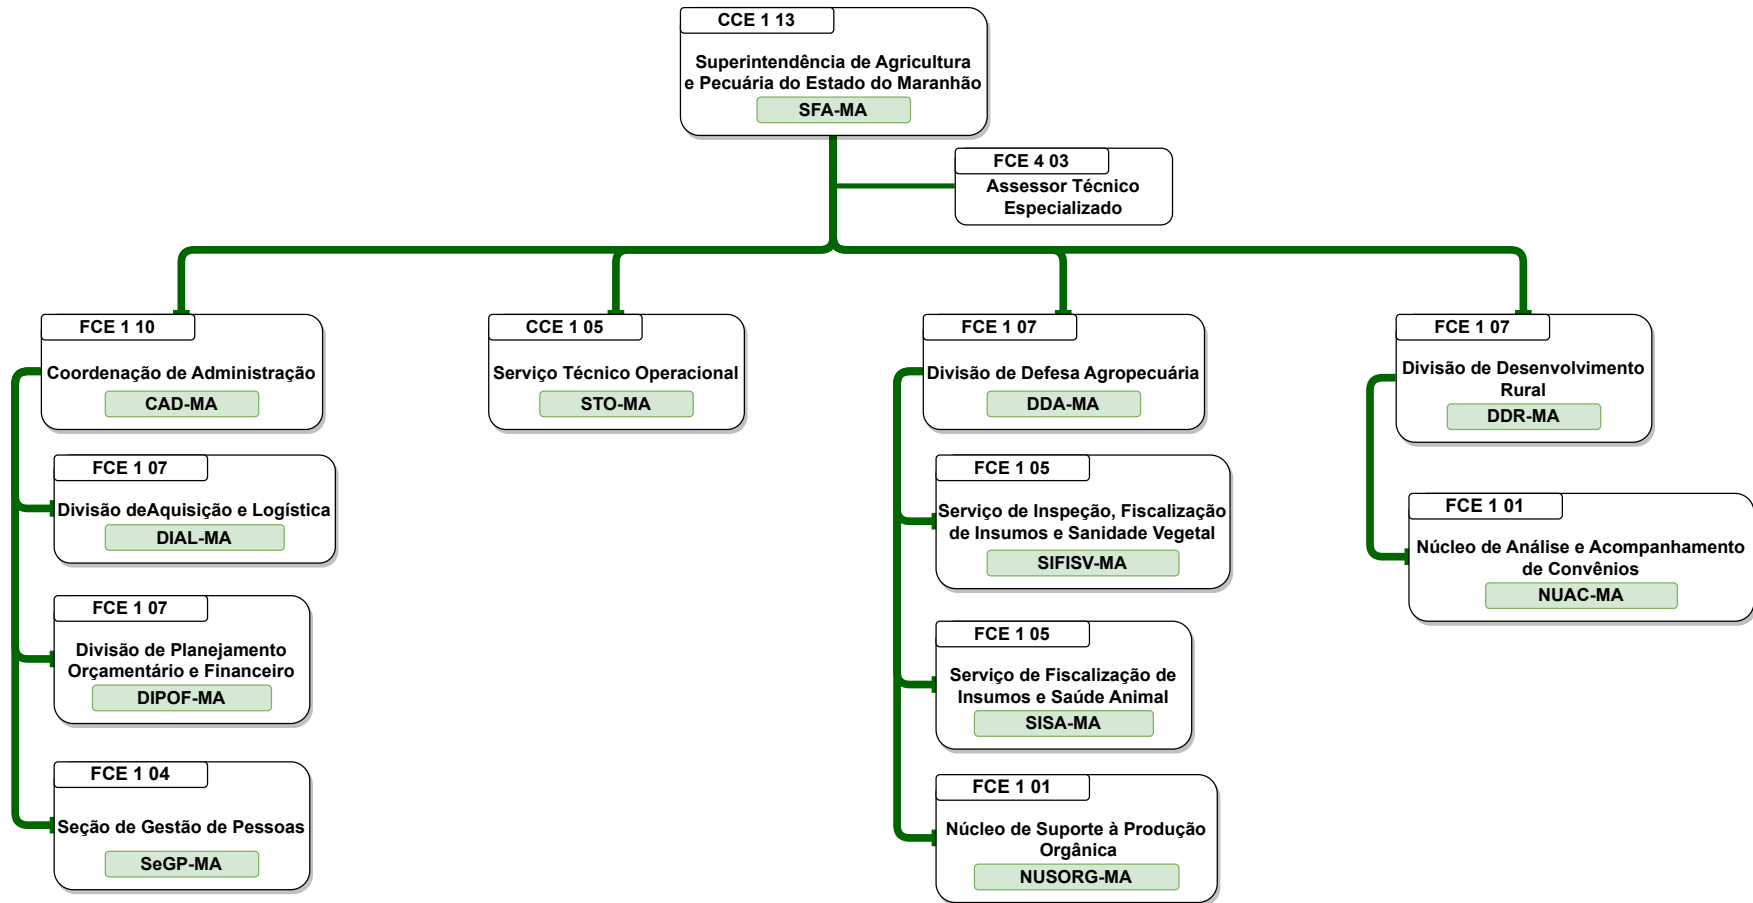 CCE 1 13
Superintendência de Agricultura
e Pecuária do Estado do Maranhão
SFA-MA
FCE 4 03
Assessor Técnico
Especializado
FCE 1 10
Coordenação de Administração
CAD-MA
FCE 1 07
Divisão deAquisição e Logística
DIAL-MA
FCE 1 07
Divisão de Planejamento
Orçamentário e Financeiro
DIPOF-MA
FCE 1 04
Seção de Gestão de Pessoas
SeGP-MA
CCE 1 05
Serviço Técnico Operacional
STO-MA
FCE 1 07
Divisão de Defesa Agropecuária
DDA-MA
FCE 1 05
Serviço de Inspeção, Fiscalização
de Insumos e Sanidade Vegetal
SIFISV-MA
FCE 1 05
Serviço de Fiscalização de
Insumos e Saúde Animal
SISA-MA
FCE 1 01
Núcleo de Suporte à Produção
Orgânica
NUSORG-MA
FCE 1 07
Divisão de Desenvolvimento
Rural
DDR-MA
FCE 1 01
Núcleo de Análise e Acompanhamento
de Convênios
NUAC-MA